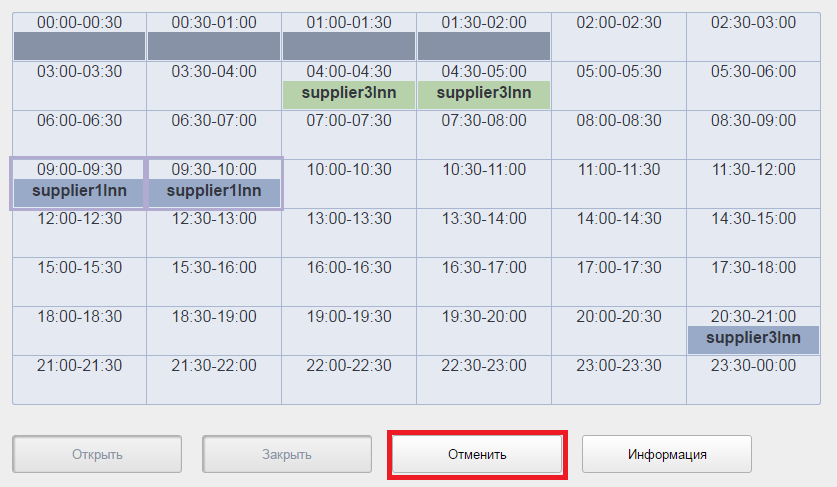 00:00-00:30 00:30-01:00 01:00-01:30 01:30-02:00 02:00-02:30 02:30-03:00
03:00-03:30 03:30-04:00 04:00-04:30 04:30-05:00 05:00-05:30 05:30-06:00
supplier3Inn supplier3Inn
06:00-06:30 06:30-07:00 07:00-07:30 07:30-08:00 08:00-08:30 08:30-09:00
09:00-09:30 09:30-10:00 10:00-10:30 10:30-11:00 11:00-11:30 11:30-12:00
supplier1Inn supplier1Inn
12:00-12:30 12:30-13:00 13:00-13:30 13:30-14:00 14:00-14:30 14:30-15:00
15:00-15:30 15:30-16:00 16:00-16:30 16:30-17:00 17:00-17:30 17:30-18:00
18:00-18:30 18:30-19:00 19:00-19:30 19:30-20:00 20:00-20:30 20:30-21:00
supplier3Inn
21:00-21:30 21:30-22:00 22:00-22:30 22:30-23:00 23:00-23:30 23:30-00:00
Открыть Закрыть Отменить Информация